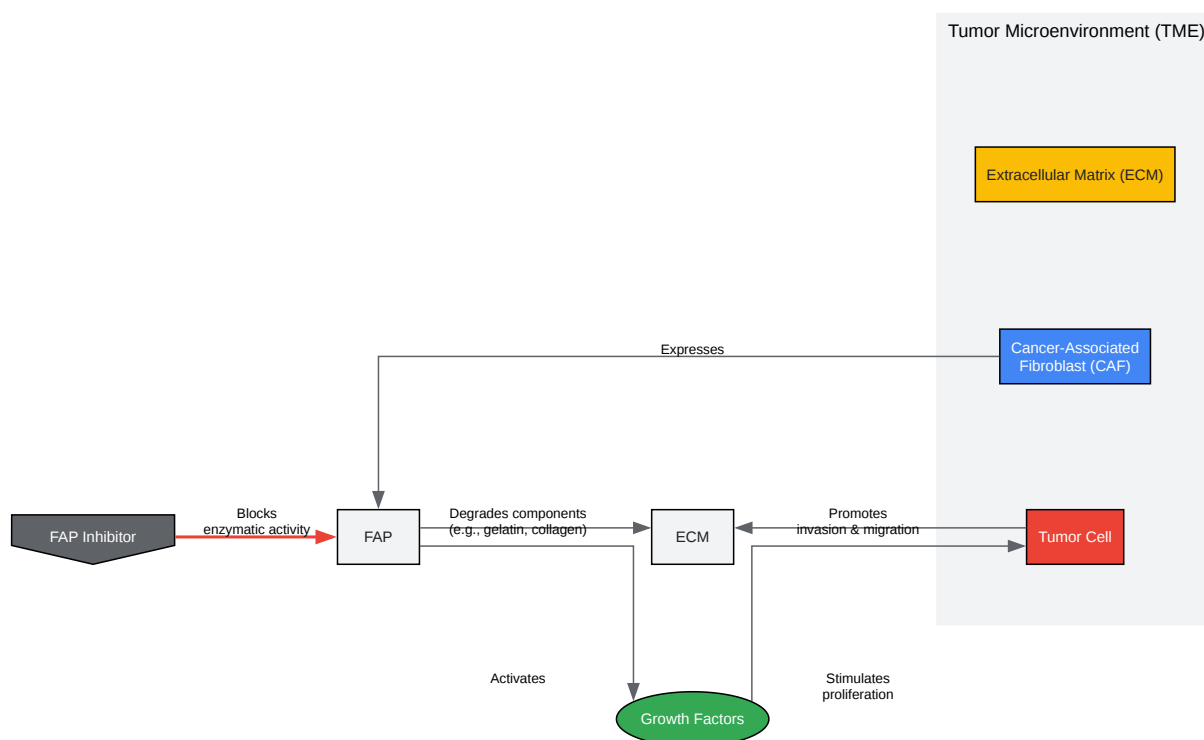 Tumor Microenvironment (TME)
Extracellular Matrix (ECM)
Cancer-Associated
Fibroblast (CAF)
Expresses
FAP Inhibitor
Blocks
enzymatic activity
FAP
Degrades components
(e.g., gelatin, collagen)
ECM
Promotes
invasion & migration
Tumor Cell
Activates
Stimulates
proliferation
Growth Factors